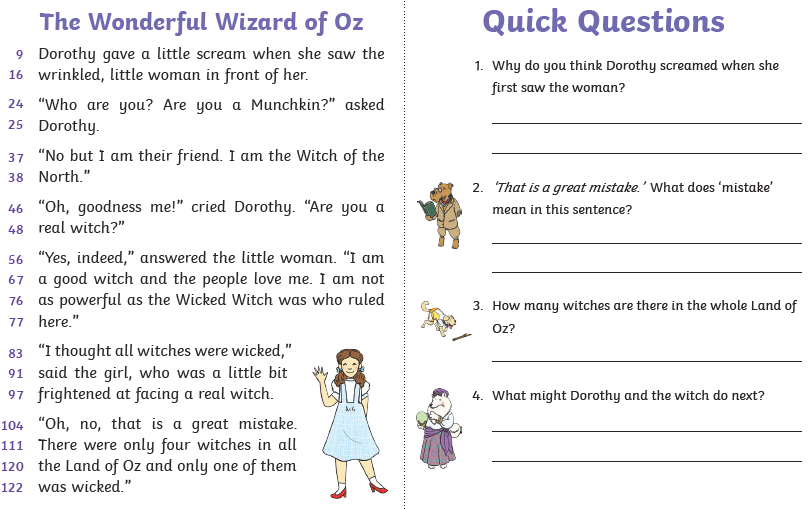 The Wonderful Wizard of Oz
9 Dorothy gave a little scream when she saw the
16 wrinkled, little woman in front of her.
24 “Who are you? Are you a Munchkin?” asked
25 Dorothy.
37 “No but I am their friend. I am the Witch of the
38 North.”
46 “Oh, goodness me!” cried Dorothy. “Are you a
48 real witch?”
56 “Yes, indeed,” answered the little woman. “I am
67 a good witch and the people love me. I am not
76 as powerful as the Wicked Witch was who ruled
77 here.”
83 “I thought all witches were wicked,”
91 said the girl, who was a little bit
97 frightened at facing a real witch.
104 “Oh, no, that is a great mistake.
111 There were only four witches in all
120 the Land of Oz and only one of them
122 was wicked.”
Quick Questions
1. Why do you think Dorothy screamed when she
first saw the woman?
2. ‘That is a great mistake.’ What does ‘mistake’
mean in this sentence?
3. How many witches are there in the whole Land of
Oz?
4. What might Dorothy and the witch do next?